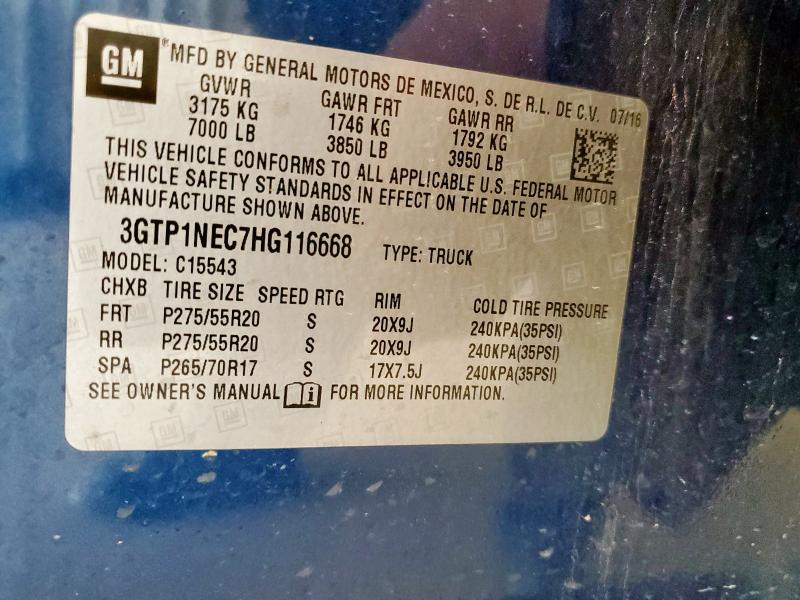 GM
MFD BY GENERAL MOTORS DE MEXICO, S. DE R.L. DE C.V. 07/16
GVWR GAWR FRT GAWR RR
3175 KG 1746 KG 1792 KG
7000 LB 3850 LB 3950 LB
THIS VEHICLE CONFORMS TO ALL APPLICABLE U.S. FEDERAL MOTOR
VEHICLE SAFETY STANDARDS IN EFFECT ON THE DATE OF
MANUFACTURE SHOWN ABOVE.
3GTP1NEC7HG116668 TYPE: TRUCK
MODEL: C15543
CHXB TIRE SIZE SPEED RTG RIM COLD TIRE PRESSURE
FRT P275/55R20 S 20X9J 240KPA(35PSI)
RR P275/55R20 S 20X9J 240KPA(35PSI)
SPA P265/70R17 S 17X7.5J 240KPA(35PSI)
SEE OWNER'S MANUAL FOR MORE INFORMATION.